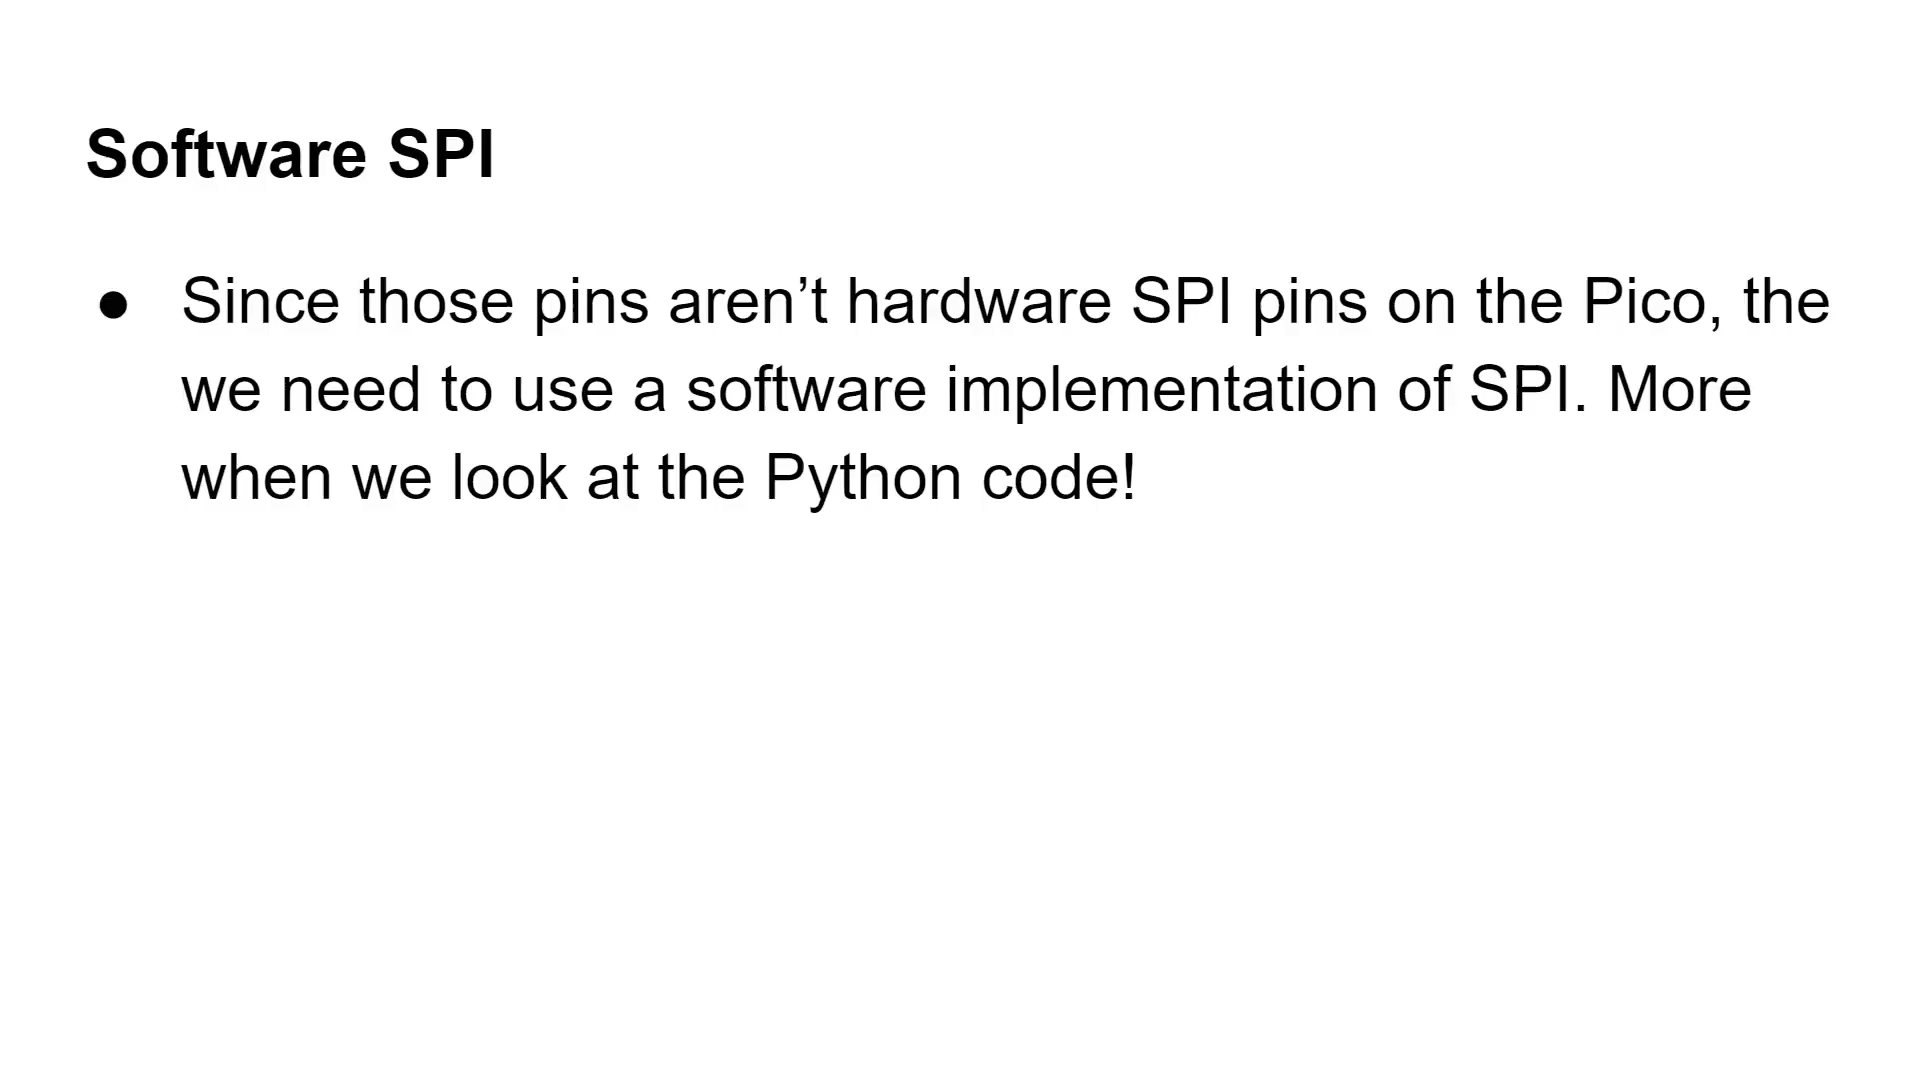 Software SPI
● Since those pins aren’t hardware SPI pins on the Pico, the
we need to use a software implementation of SPI. More
when we look at the Python code!